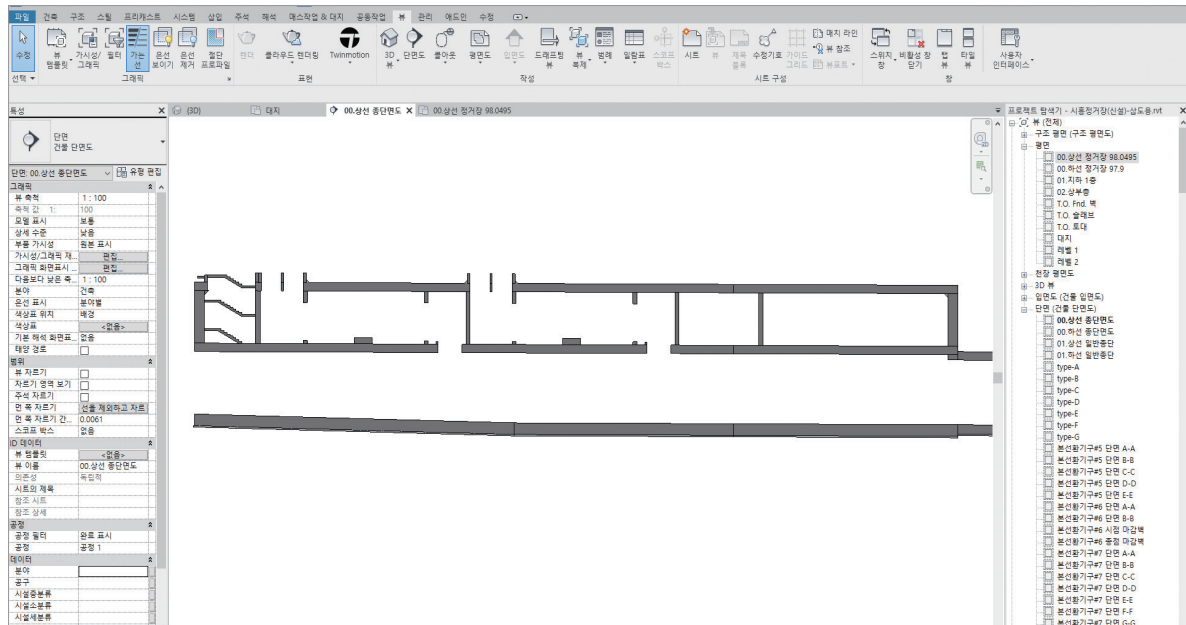 파일 건축 구조 스틸 프리캐스트 시스템 삽입 주석 해석 매스작업 & 대지 공동작업 뷰 관리 애드인 수정
수정 뷰 템플릿 가시성/그래픽 필터 가는 선 은선 보이기 은선 제거 절단 프로파일 렌더 클라우드 렌더링 Twinmotion 3D 뷰 단면도 콜아웃 평면도 입면도 드래프팅 뷰 뷰 복제 범례 일람표 스코프 박스 시트 뷰 제목 블록 수정기호 가이드 그리드 매치 라인 뷰 참조 뷰포트 스위치 창 비활성 창 닫기 탭 뷰 타일 뷰 사용자 인터페이스
선택 그래픽 표현 작성 시트 구성 창
특성
(3D) 대지 00.상선 종단면도 00.상선 정거장 98.0495
단면
건물 단면도
단면: 00.상선 종단면도 유형 편집
그래픽
뷰 축척 1 : 100
축척 값 1: 100
모델 표시 보통
상세 수준 낮음
부품 가시성 원본 표시
가시성/그래픽 재... 편집...
그래픽 화면표시 ... 편집...
다음보다 낮은 축... 1 : 100
분야 건축
은선 표시 분야별
색상표 위치 배경
색상표 <없음>
기본 해석 화면표... 없음
태양 경로
범위
뷰 자르기
자르기 영역 보기
주석 자르기
먼 쪽 자르기 선을 제외하고 자르
먼 쪽 자르기 간... 0.0061
스코프 박스 없음
ID 데이터
뷰 템플릿 <없음>
뷰 이름 00.상선 종단면도
의존성 독립적
시트의 제목
참조 시트
참조 상세
공정
공정 필터 완료 표시
공정 공정 1
데이터
분야
공구
시설중분류
시설소분류
시설세분류
프로젝트 탐색기 - 시흥정거장(신설)-삽도용.rvt
뷰 (전체)
구조 평면 (구조 평면도)
평면
00.상선 정거장 98.0495
00.하선 정거장 97.9
01.지하 1층
02.상부층
T.O. Fnd. 벽
T.O. 슬래브
T.O. 토대
대지
레벨 1
레벨 2
천장 평면도
3D 뷰
입면도 (건물 입면도)
단면 (건물 단면도)
00.상선 종단면도
00.하선 종단면도
01.상선 일반종단
01.하선 일반종단
type-A
type-B
type-C
type-D
type-E
type-F
type-G
본선환기구#5 단면 A-A
본선환기구#5 단면 B-B
본선환기구#5 단면 C-C
본선환기구#5 단면 D-D
본선환기구#5 단면 E-E
본선환기구#6 단면 A-A
본선환기구#6 단면 B-B
본선환기구#6 시점 마감벽
본선환기구#6 종점 마감벽
본선환기구#7 단면 A-A
본선환기구#7 단면 B-B
본선환기구#7 단면 C-C
본선환기구#7 단면 D-D
본선환기구#7 단면 E-E
본선환기구#7 단면 F-F
본선환기구#7 단면 G-G